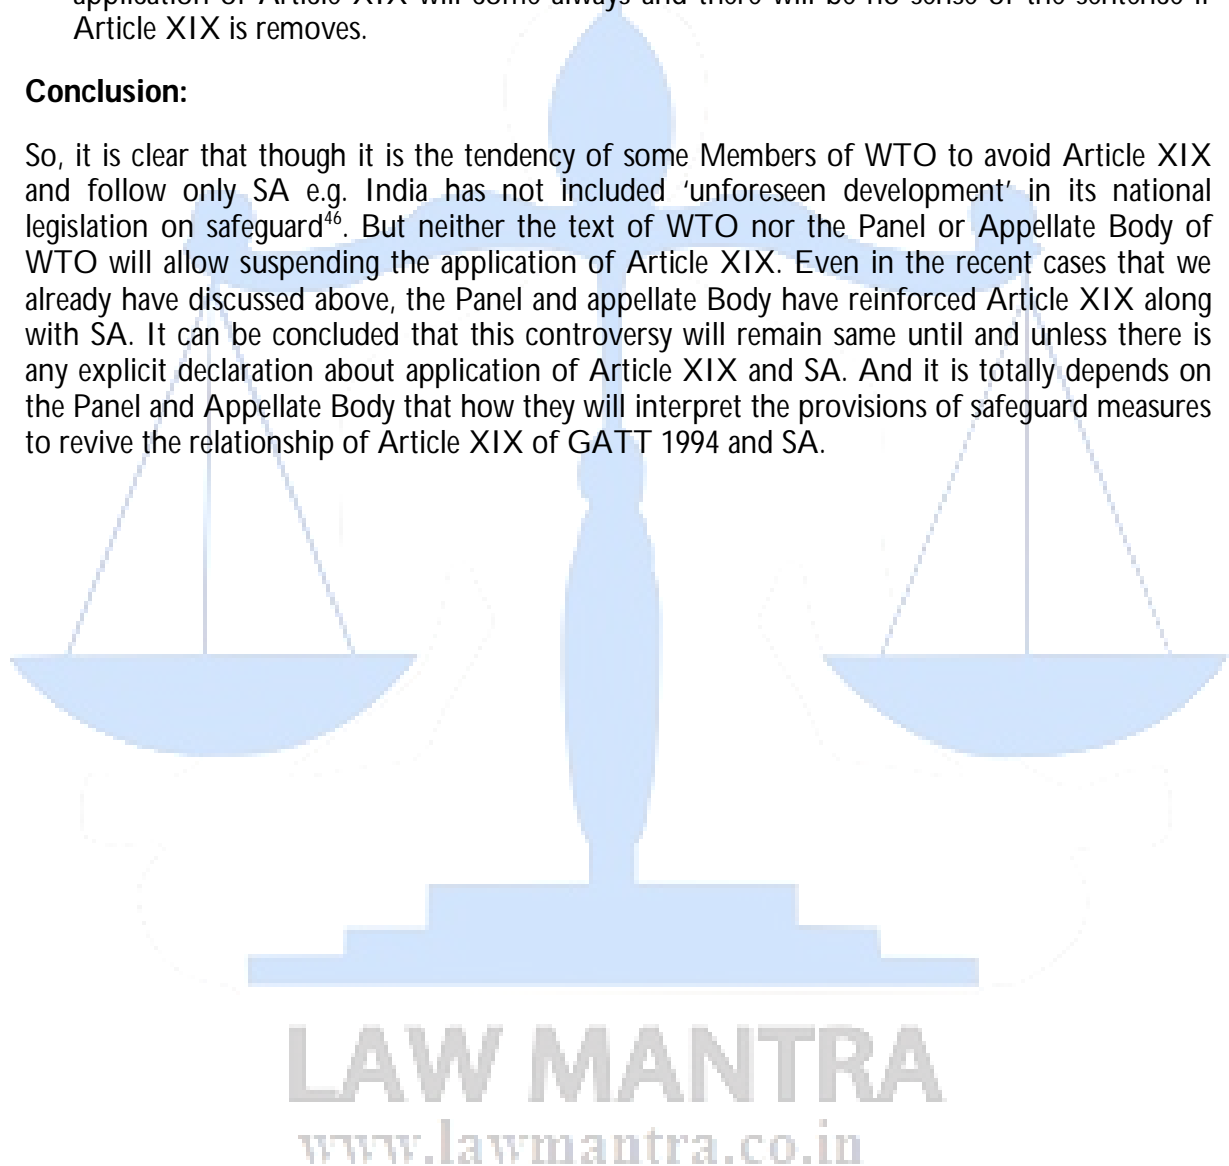 application of Article XIX will come always and there will be no sense of the sentence if
Article XIX is removes.
Conclusion:
So, it is clear that though it is the tendency of some Members of WTO to avoid Article XIX
and follow only SA e.g. India has not included ‘unforeseen development’ in its national
legislation on safeguard46. But neither the text of WTO nor the Panel or Appellate Body of
WTO will allow suspending the application of Article XIX. Even in the recent cases that we
already have discussed above, the Panel and appellate Body have reinforced Article XIX along
with SA. It can be concluded that this controversy will remain same until and unless there is
any explicit declaration about application of Article XIX and SA. And it is totally depends on
the Panel and Appellate Body that how they will interpret the provisions of safeguard measures
to revive the relationship of Article XIX of GATT 1994 and SA.
LAW MANTRA
www.lawmantra.co.in